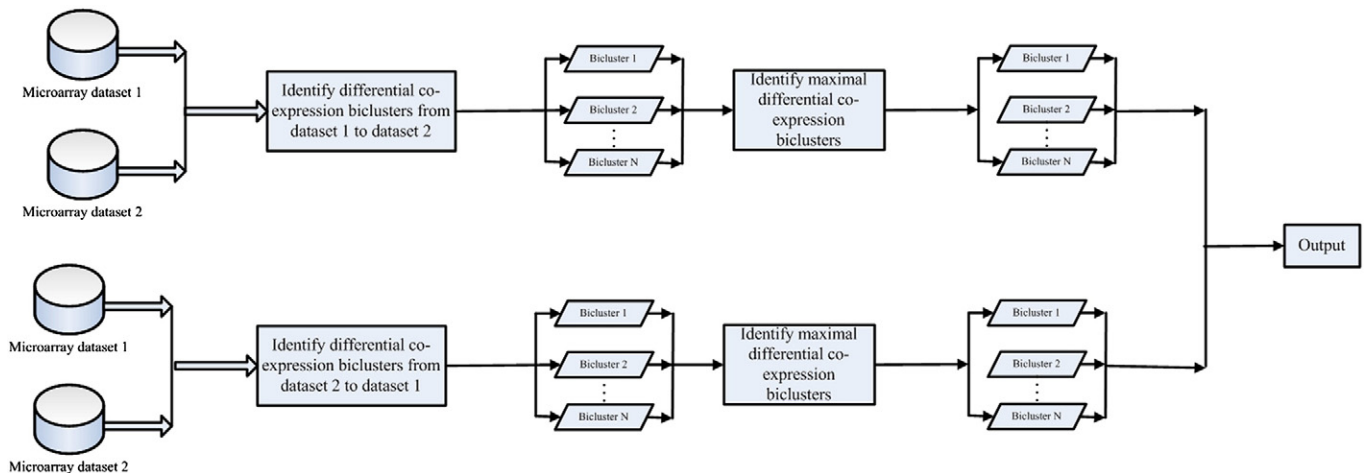 Microarray dataset 1
Microarray dataset 2
Identify differential co-
expression biclusters from
dataset 1 to dataset 2
Bicluster 1
Bicluster 2
Bicluster N
Identify maximal
differential co-
expression
biclusters
Bicluster 1
Bicluster 2
Bicluster N
Microarray dataset 1
Microarray dataset 2
Identify differential co-
expression biclusters from
dataset 2 to dataset 1
Bicluster 1
Bicluster 2
Bicluster N
Identify maximal
differential co-
expression
biclusters
Bicluster 1
Bicluster 2
Bicluster N
Output